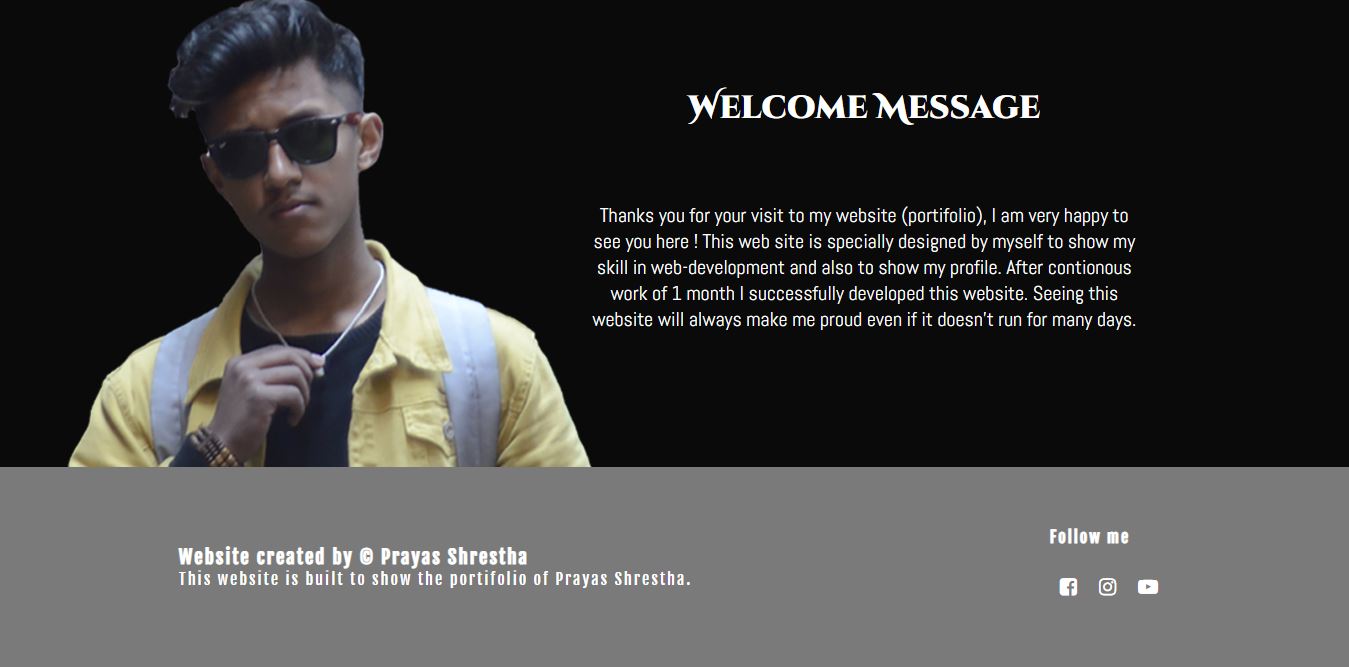 Welcome Message
Thanks you for your visit to my website (portifolio), I am very happy to
see you here ! This web site is specially designed by myself to show my
skill in web-development and also to show my profile. After contionous
work of 1 month I successfully developed this website. Seeing this
website will always make me proud even if it doesn't run for many days.
Website created by © Prayas Shrestha
This website is built to show the portifolio of Prayas Shrestha.
Follow me